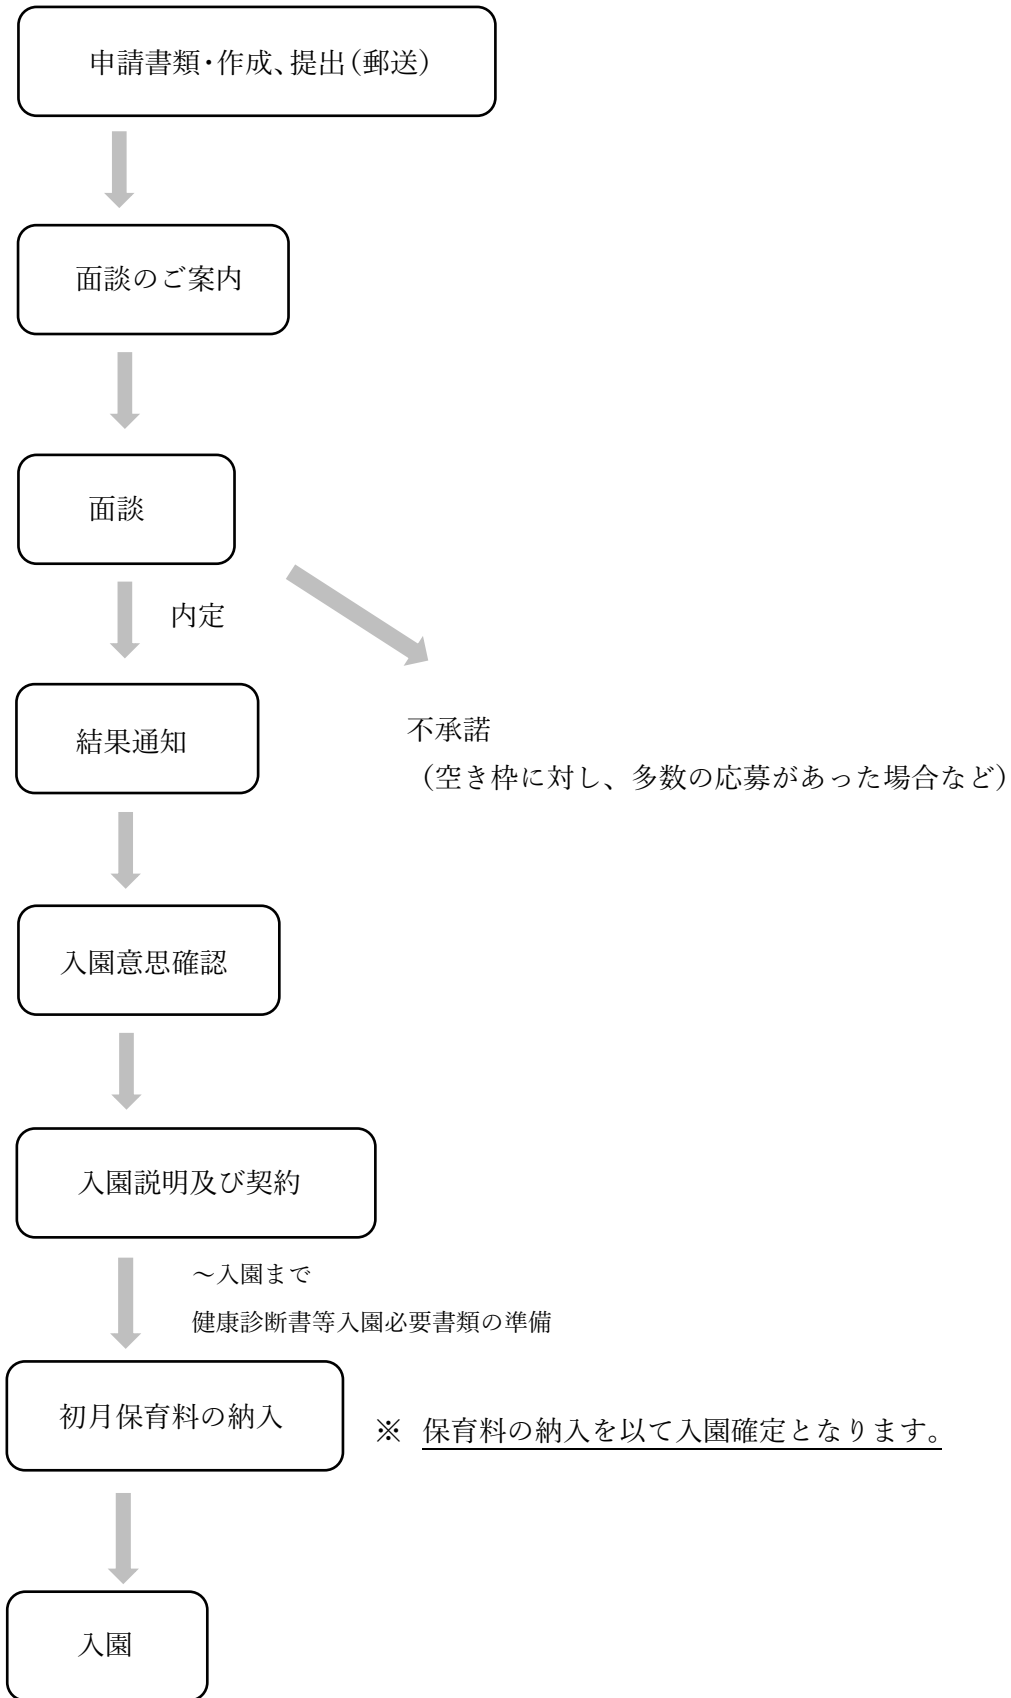 申請書類・作成、提出(郵送)
面談のご案内
面談
内定
結果通知
不承諾
(空き枠に対し、多数の応募があった場合など)
入園意思確認
入園説明及び契約
～入園まで
健康診断書等入園必要書類の準備
初月保育料の納入
※ 保育料の納入を以て入園確定となります。
入園